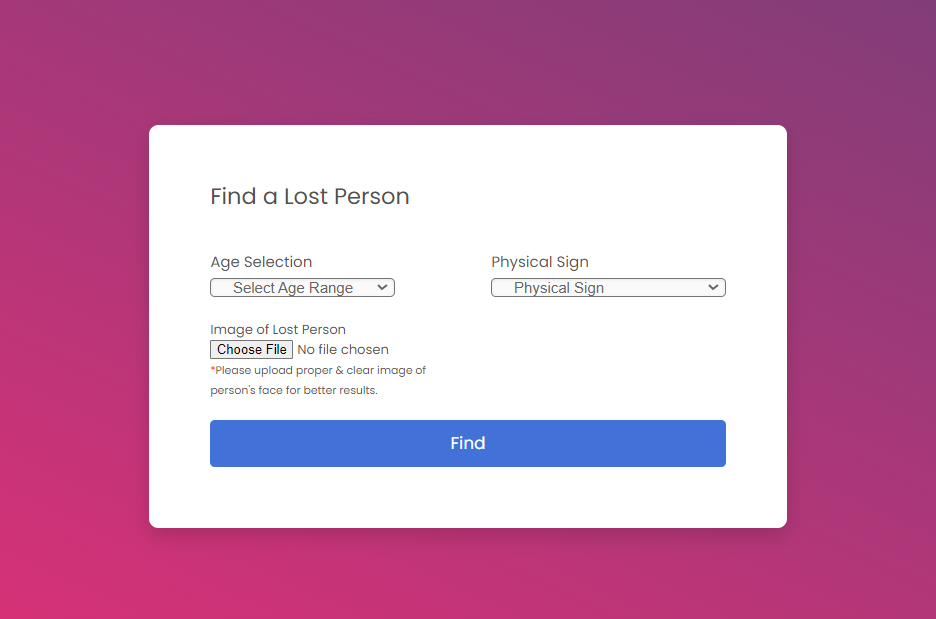 Find a Lost Person
Age Selection
Physical Sign
Select Age Range
Physical Sign
Image of Lost Person
Choose File No file chosen
*Please upload proper & clear image of
person's face for better results.
Find